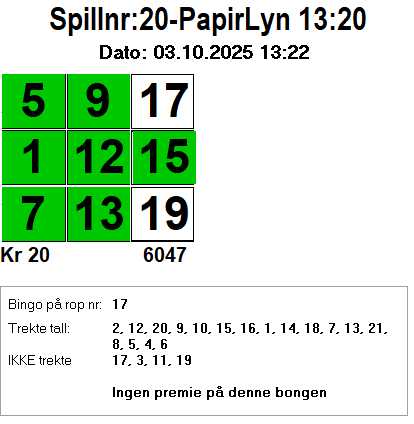 Spillnr:20-PapirLyn 13:20
Dato: 03.10.2025 13:22
5 9 17
1 12 15
7 13 19
Kr 20 6047
Bingo på rop nr: 17
Trekte tall: 2, 12, 20, 9, 10, 15, 16, 1, 14, 18, 7, 13, 21,
8, 5, 4, 6
IKKE trekte 17, 3, 11, 19
Ingen premie på denne bongen